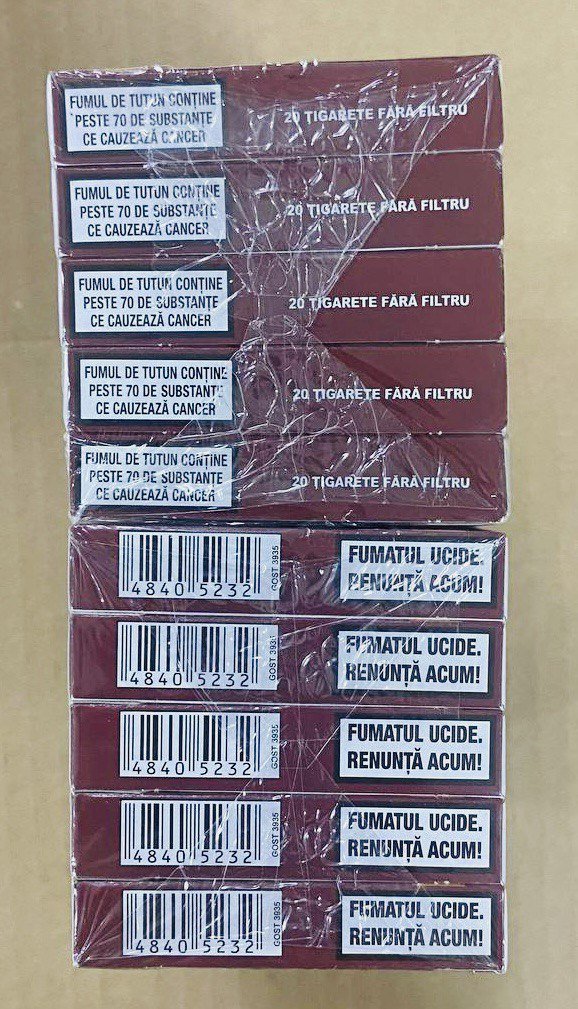 FUMUL DE TUTUN CONȚINE
PESTE 70 DE SUBSTANȚE
CE CAUZEAZĂ CANCER
20 ȚIGARETE FĂRĂ FILTRU
FUMUL DE TUTUN CONȚINE
PESTE 70 DE SUBSTANȚE
CE CAUZEAZĂ CANCER
20 ȚIGARETE FĂRĂ FILTRU
FUMUL DE TUTUN CONȚINE
PESTE 70 DE SUBSTANȚE
CE CAUZEAZĂ CANCER
20 ȚIGARETE FĂRĂ FILTRU
FUMUL DE TUTUN CONȚINE
PESTE 70 DE SUBSTANȚE
CE CAUZEAZĂ CANCER
20 ȚIGARETE FĂRĂ FILTRU
FUMUL DE TUTUN CONȚINE
PESTE 70 DE SUBSTANȚE
CE CAUZEAZĂ CANCER
20 ȚIGARETE FĂRĂ FILTRU
4840 5232
GOST 3935
FUMATUL UCIDE.
RENUNȚĂ ACUM!
4840 5232
GOST 3935
FUMATUL UCIDE.
RENUNȚĂ ACUM!
4840 5232
GOST 3935
FUMATUL UCIDE.
RENUNȚĂ ACUM!
4840 5232
GOST 3935
FUMATUL UCIDE.
RENUNȚĂ ACUM!
4840 5232
GOST 3935
FUMATUL UCIDE.
RENUNȚĂ ACUM!